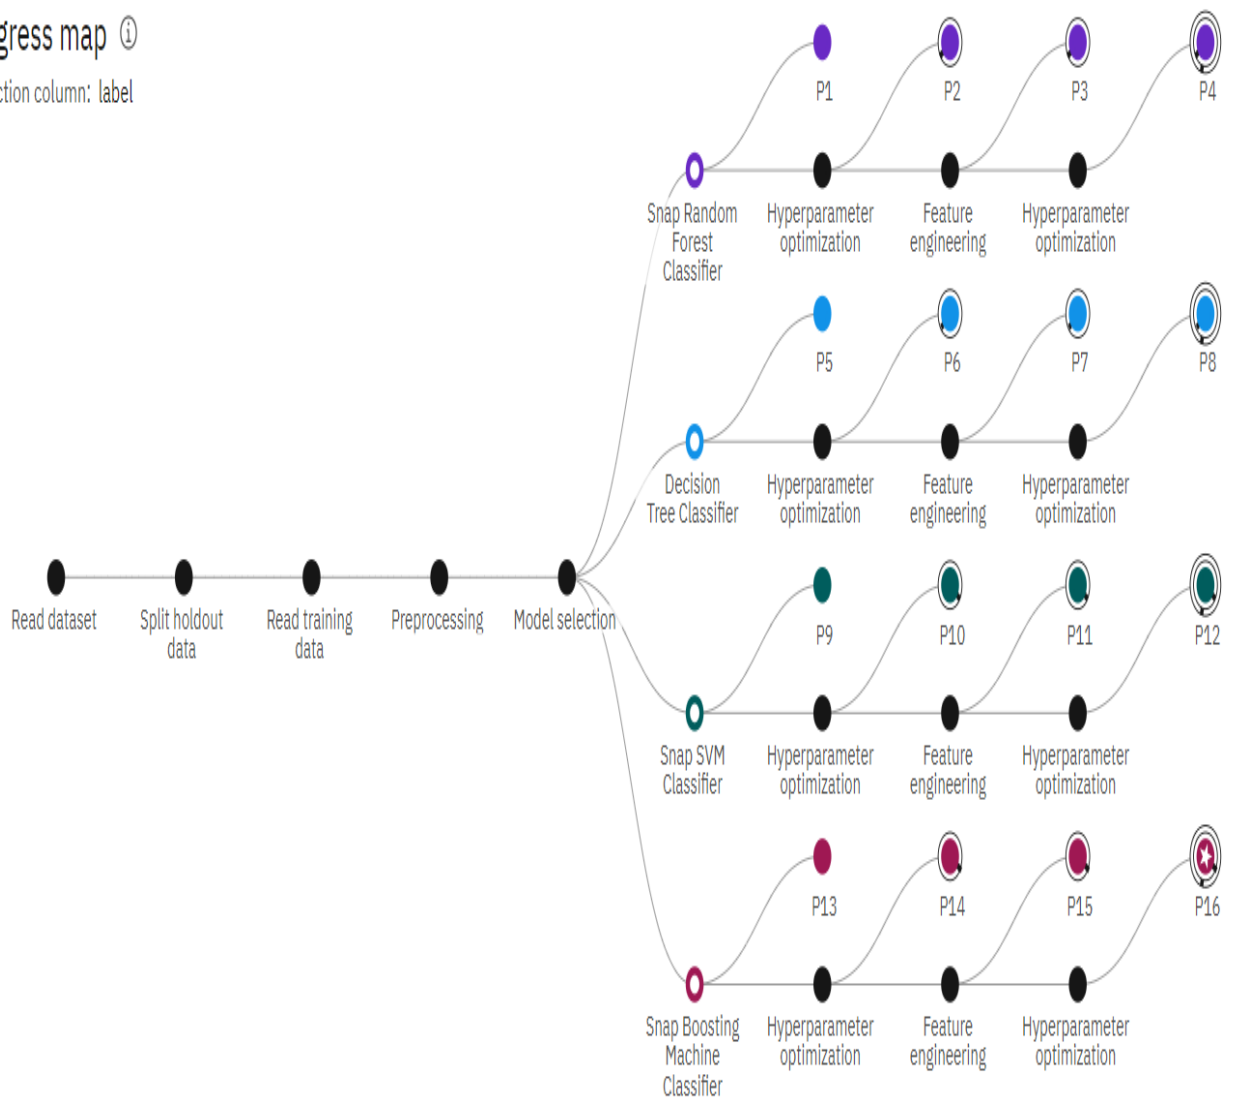 gress map
ction column: label
P1
P2
P3
P4
Snap Random
Forest
Classifier
Hyperparameter
optimization
Feature
engineering
Hyperparameter
optimization
P5
P6
P7
P8
Decision
Tree Classifier
Hyperparameter
optimization
Feature
engineering
Hyperparameter
optimization
Read dataset
Split holdout
data
Read training
data
Preprocessing
Model selection
P9
P10
P11
P12
Snap SVM
Classifier
Hyperparameter
optimization
Feature
engineering
Hyperparameter
optimization
P13
P14
P15
P16
Snap Boosting
Machine
Classifier
Hyperparameter
optimization
Feature
engineering
Hyperparameter
optimization